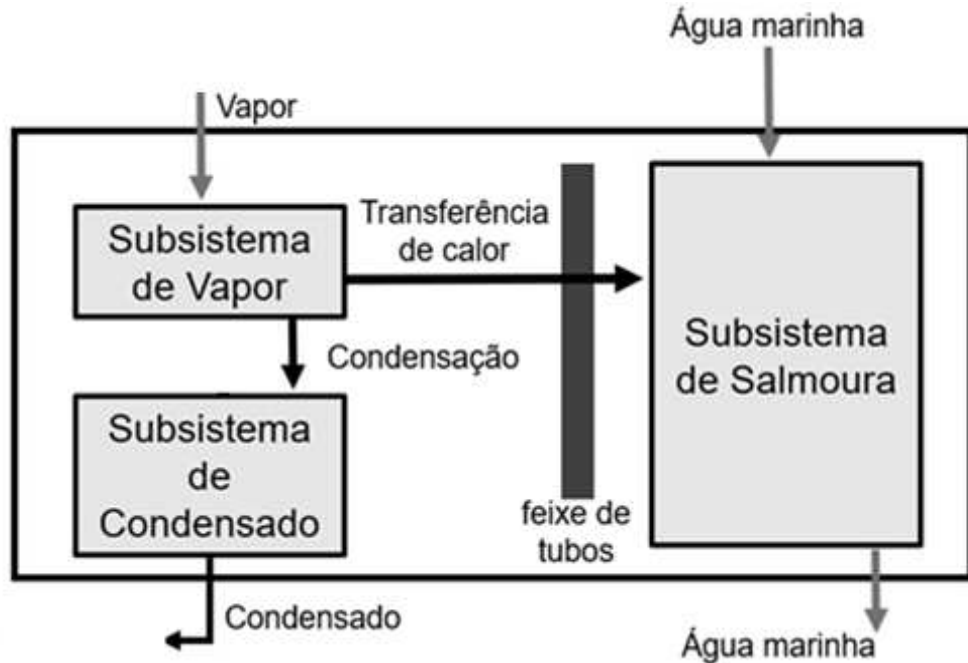 Água marinha
Vapor
Subsistema
de Vapor
Transferência
de calor
Condensação
Subsistema
de
Condensado
feixe de
tubos
Subsistema
de Salmoura
Condensado
Água marinha